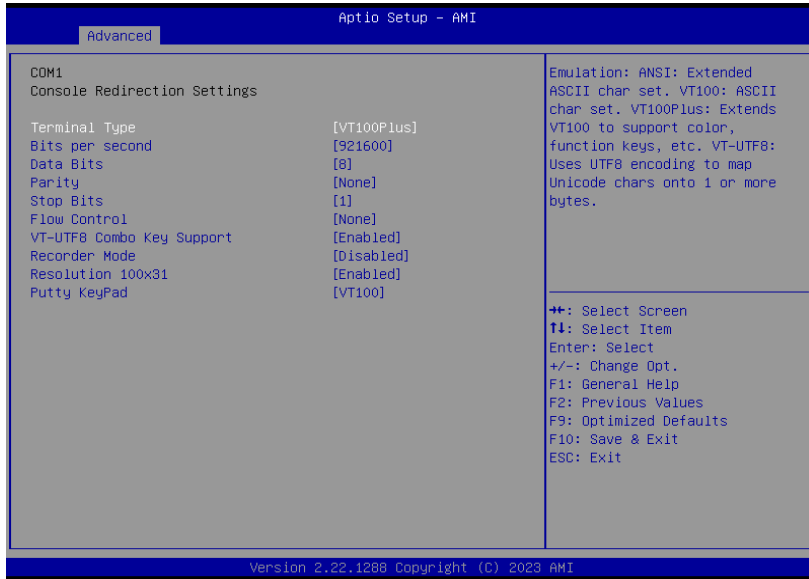 Aptio Setup – AMI
Advanced
COM1
Console Redirection Settings
Terminal Type [VT100Plus]
Bits per second [921600]
Data Bits [8]
Parity [None]
Stop Bits [1]
Flow Control [None]
VT-UTF8 Combo Key Support [Enabled]
Recorder Mode [Disabled]
Resolution 100x31 [Enabled]
Putty KeyPad [VT100]
Emulation: ANSI: Extended
ASCII char set. VT100: ASCII
char set. VT100Plus: Extends
VT100 to support color,
function keys, etc. VT-UTF8:
Uses UTF8 encoding to map
Unicode chars onto 1 or more
bytes.
→←: Select Screen
↑↓: Select Item
Enter: Select
+/-: Change Opt.
F1: General Help
F2: Previous Values
F9: Optimized Defaults
F10: Save & Exit
ESC: Exit
Version 2.22.1288 Copyright (C) 2023 AMI